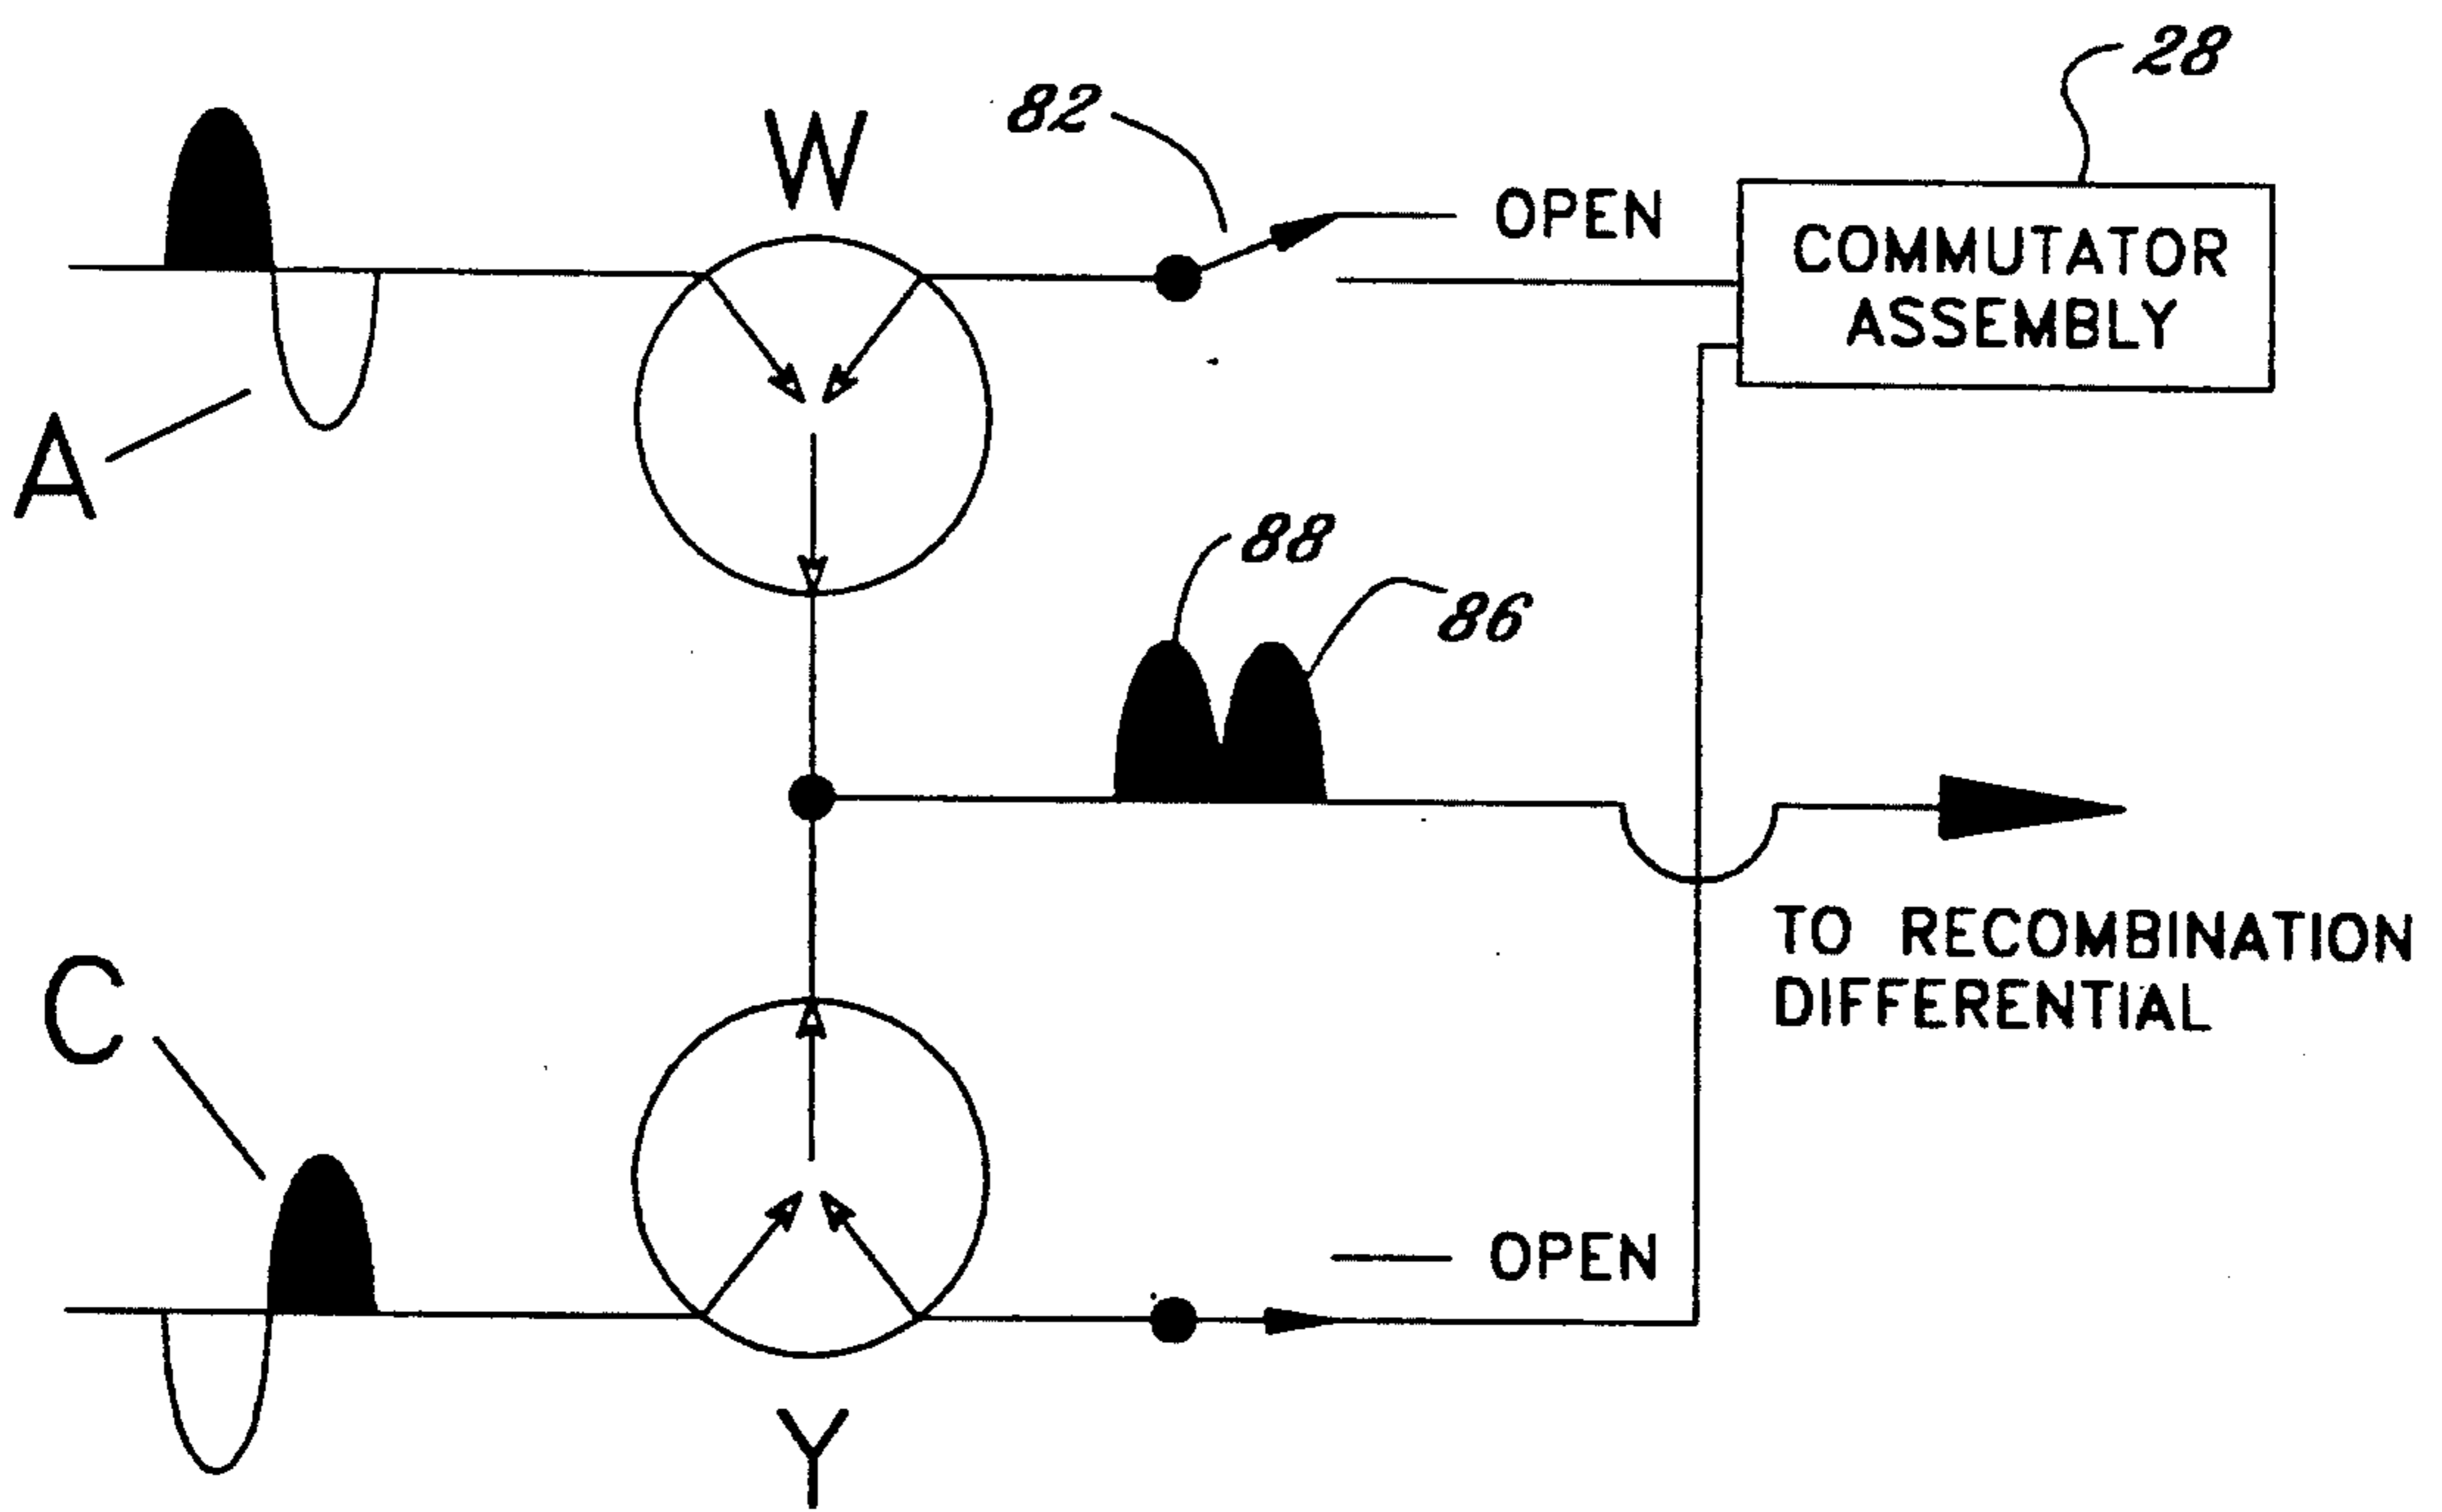 28
82
W
OPEN
COMMUTATOR
ASSEMBLY
A
88
86
TO RECOMBINATION
DIFFERENTIAL
C
OPEN
Y